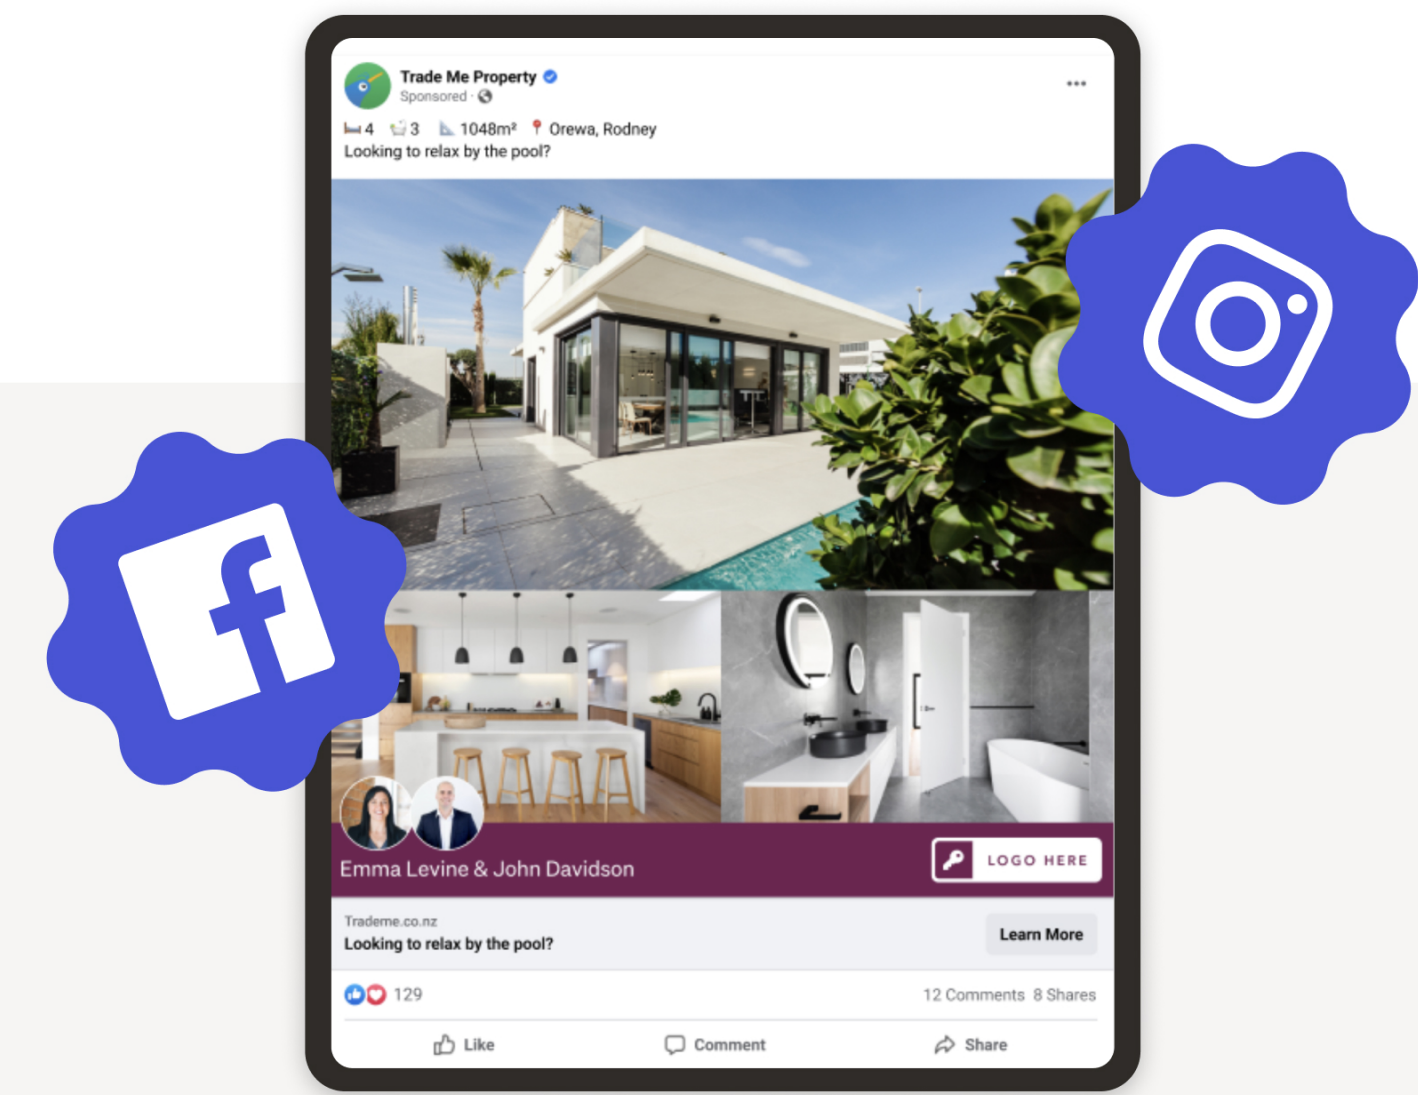 Trade Me Property
Sponsored ·
4 3 1048m² Orewa, Rodney
Looking to relax by the pool?
Emma Levine & John Davidson
LOGO HERE
Trademe.co.nz
Looking to relax by the pool?
Learn More
129
12 Comments 8 Shares
Like
Comment
Share